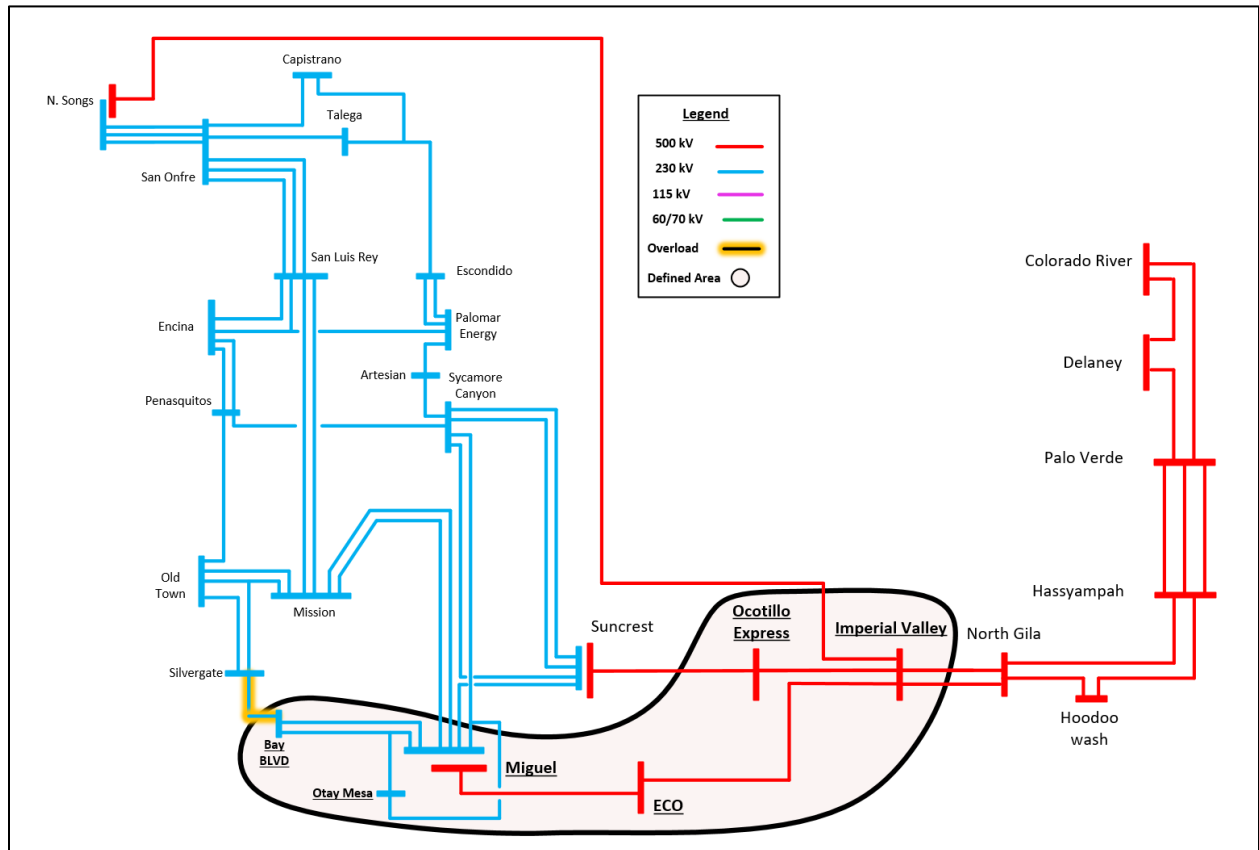 Capistrano
N. Songs
Talega
San Onfre
San Luis Rey
Escondido
Encina
Palomar
Energy
Artesian
Sycamore
Canyon
Penasquitos
Old
Town
Mission
Silvergate
Bay
BLVD
Otay Mesa
Miguel
ECO
Suncrest
Ocotillo
Express
Imperial Valley
North Gila
Hoodoo
wash
Hassyampah
Palo Verde
Delaney
Colorado River
Legend
500 kV
230 kV
115 kV
60/70 kV
Overload
Defined Area